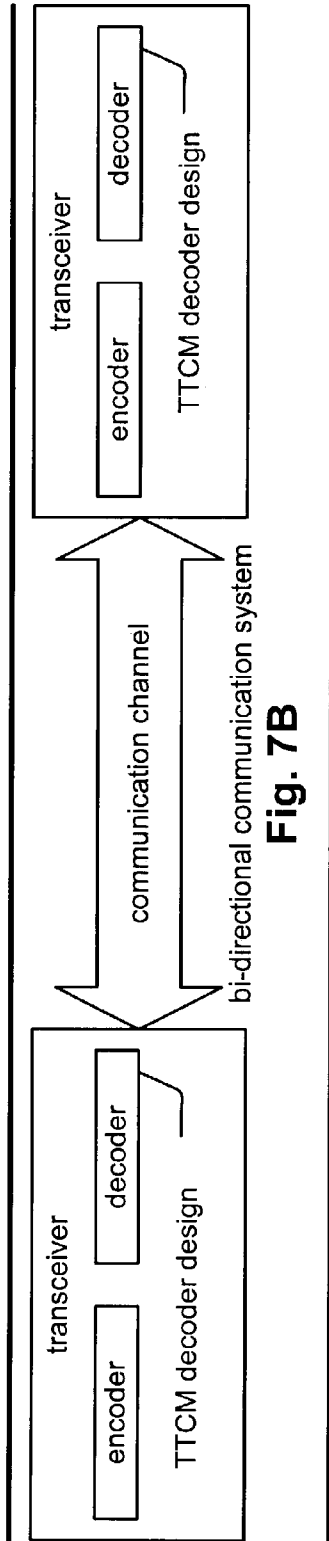 transceiver
encoder
decoder
TTCM decoder design
communication channel
transceiver
encoder
decoder
TTCM decoder design
bi-directional communication system
Fig. 7B